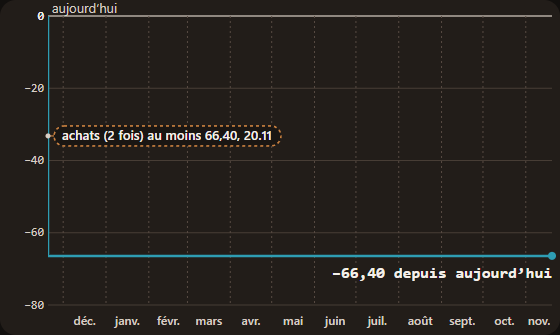 aujourd’hui
0
−20
achats (2 fois) au moins 66,40, 20.11
−40
−60
−66,40 depuis aujourd’hui
−80
déc. janv. févr. mars avr. mai juin juil. août sept. oct. nov.